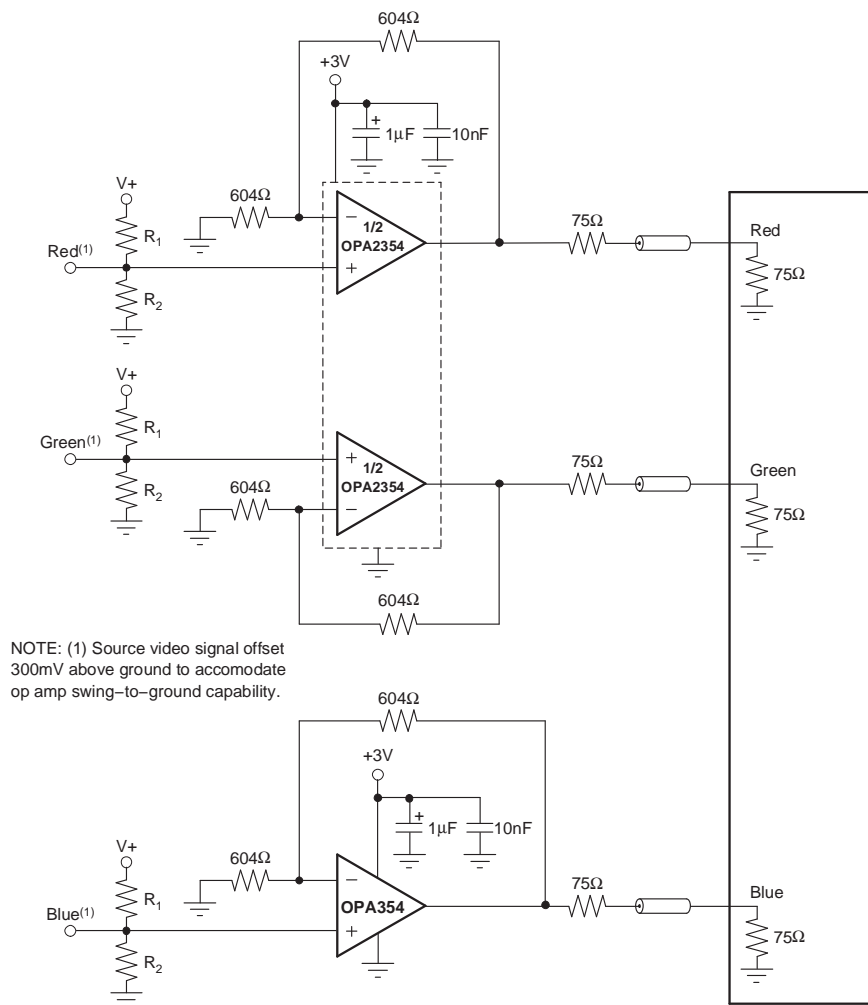 604Ω
+3V
+
1μF
10nF
604Ω
V+
R1
Red(1)
R2
−
1/2
OPA2354
+
75Ω
Red
75Ω
V+
R1
Green(1)
R2
604Ω
+
1/2
OPA2354
−
75Ω
Green
75Ω
604Ω
NOTE: (1) Source video signal offset
300mV above ground to accomodate
op amp swing−to−ground capability.
604Ω
+3V
+
1μF
10nF
604Ω
V+
R1
Blue(1)
R2
−
OPA354
+
75Ω
Blue
75Ω